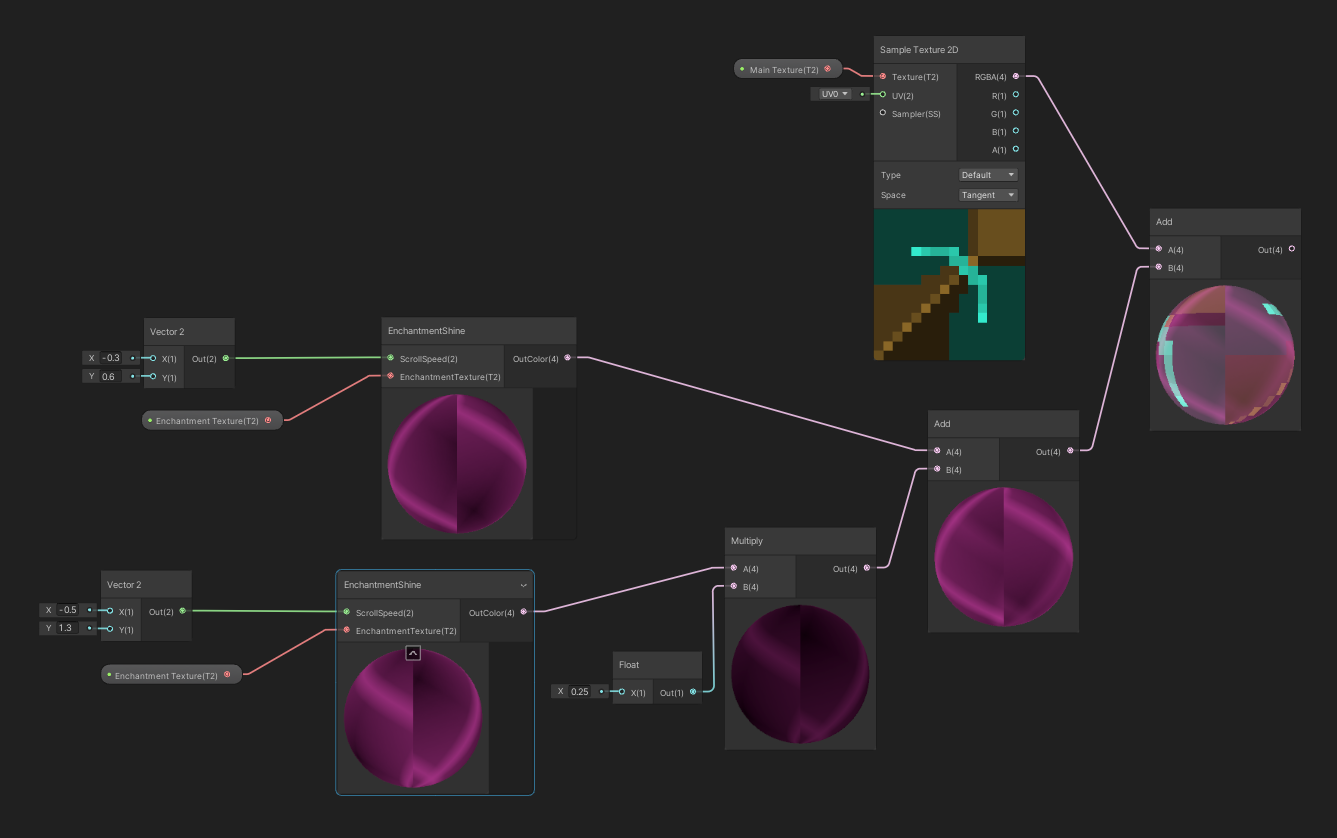 Sample Texture 2D
Main Texture(T2)
Texture(T2)
RGBA(4)
UV0
UV(2)
R(1)
Sampler(SS)
G(1)
B(1)
A(1)
Type
Default
Space
Tangent
Add
A(4)
Out(4)
B(4)
Vector 2
X -0.3
X(1)
Out(2)
Y 0.6
Y(1)
Enchantment Texture(T2)
EnchantmentShine
ScrollSpeed(2)
OutColor(4)
EnchantmentTexture(T2)
Add
A(4)
Out(4)
B(4)
Multiply
A(4)
Out(4)
B(4)
Vector 2
X -0.5
X(1)
Out(2)
Y 1.3
Y(1)
Enchantment Texture(T2)
EnchantmentShine
ScrollSpeed(2)
OutColor(4)
EnchantmentTexture(T2)
Float
X 0.25
X(1)
Out(1)